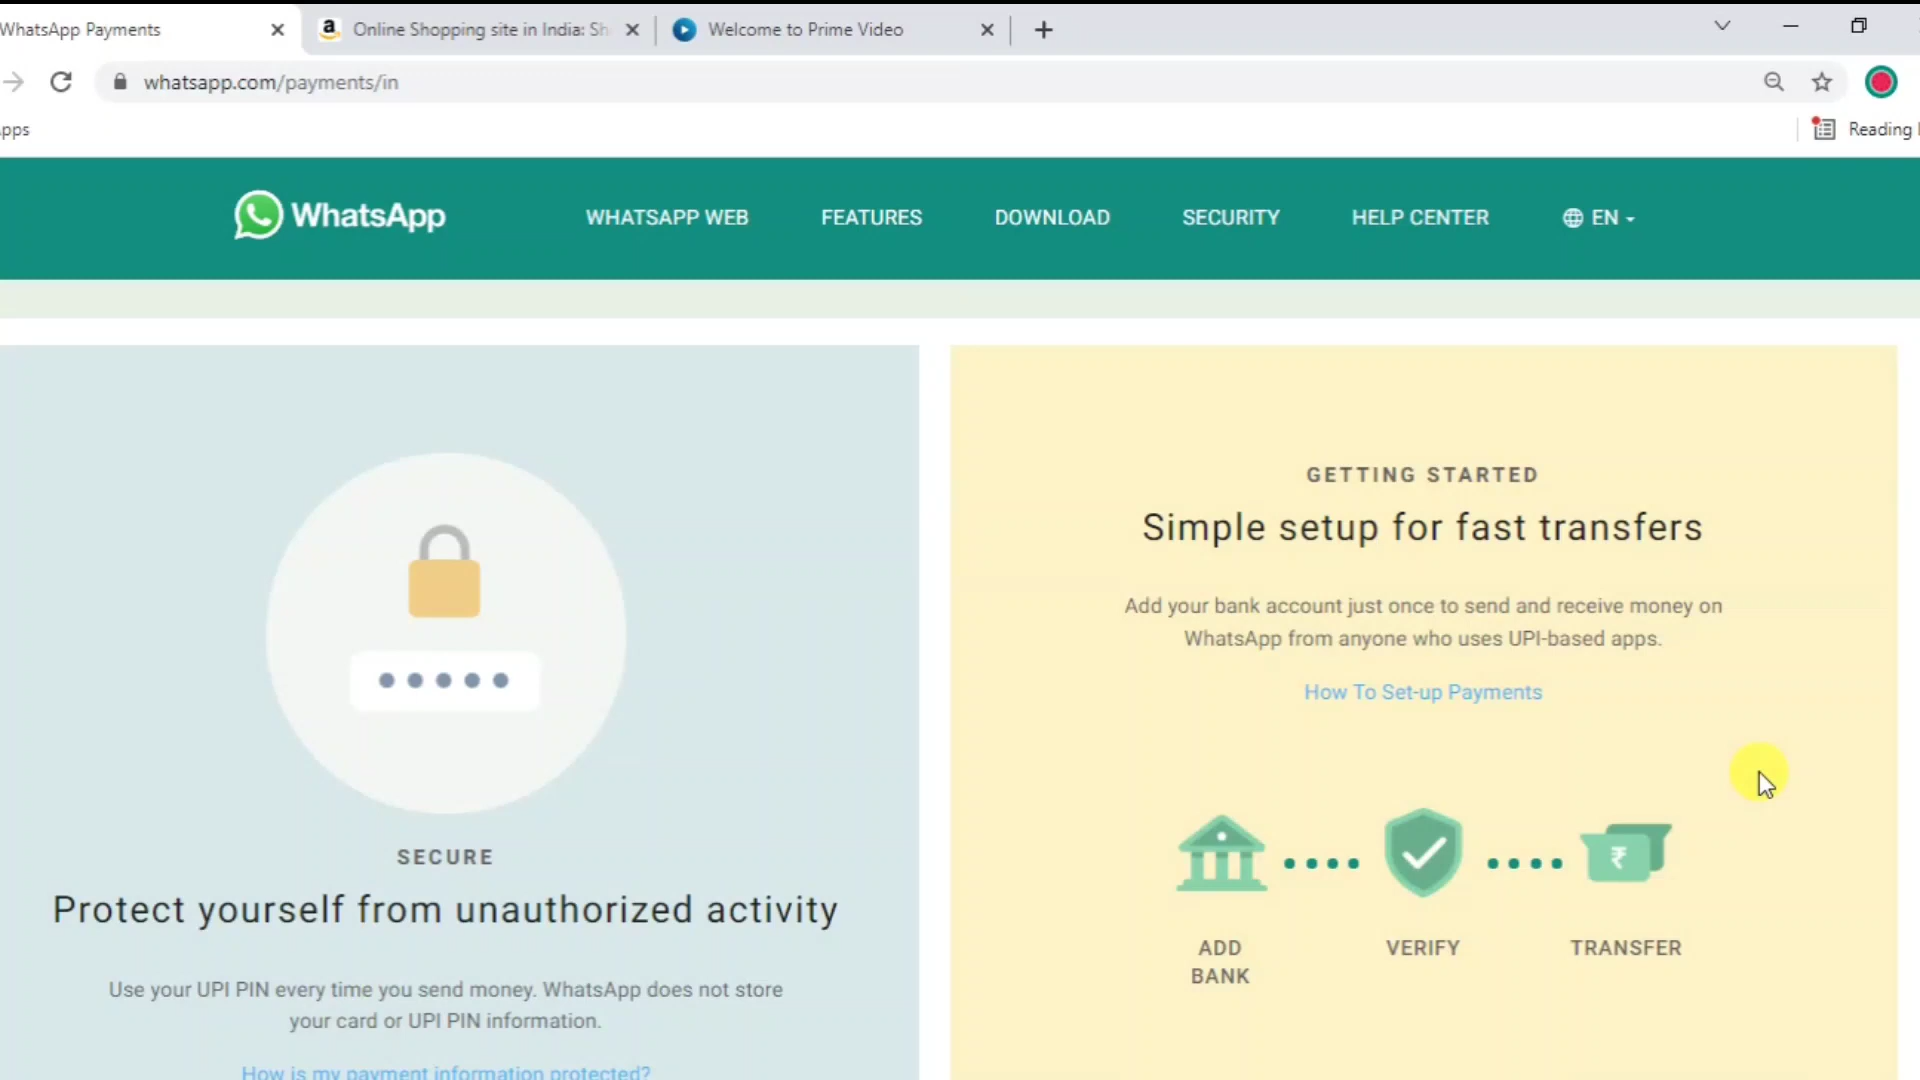 WhatsApp Payments
Online Shopping site in India: Sh
Welcome to Prime Video
whatsapp.com/payments/in
pps
Reading
WhatsApp
WHATSAPP WEB
FEATURES
DOWNLOAD
SECURITY
HELP CENTER
EN
SECURE
Protect yourself from unauthorized activity
Use your UPI PIN every time you send money. WhatsApp does not store
your card or UPI PIN information.
How is my payment information protected?
GETTING STARTED
Simple setup for fast transfers
Add your bank account just once to send and receive money on
WhatsApp from anyone who uses UPI-based apps.
How To Set-up Payments
₹
ADD
BANK
VERIFY
TRANSFER